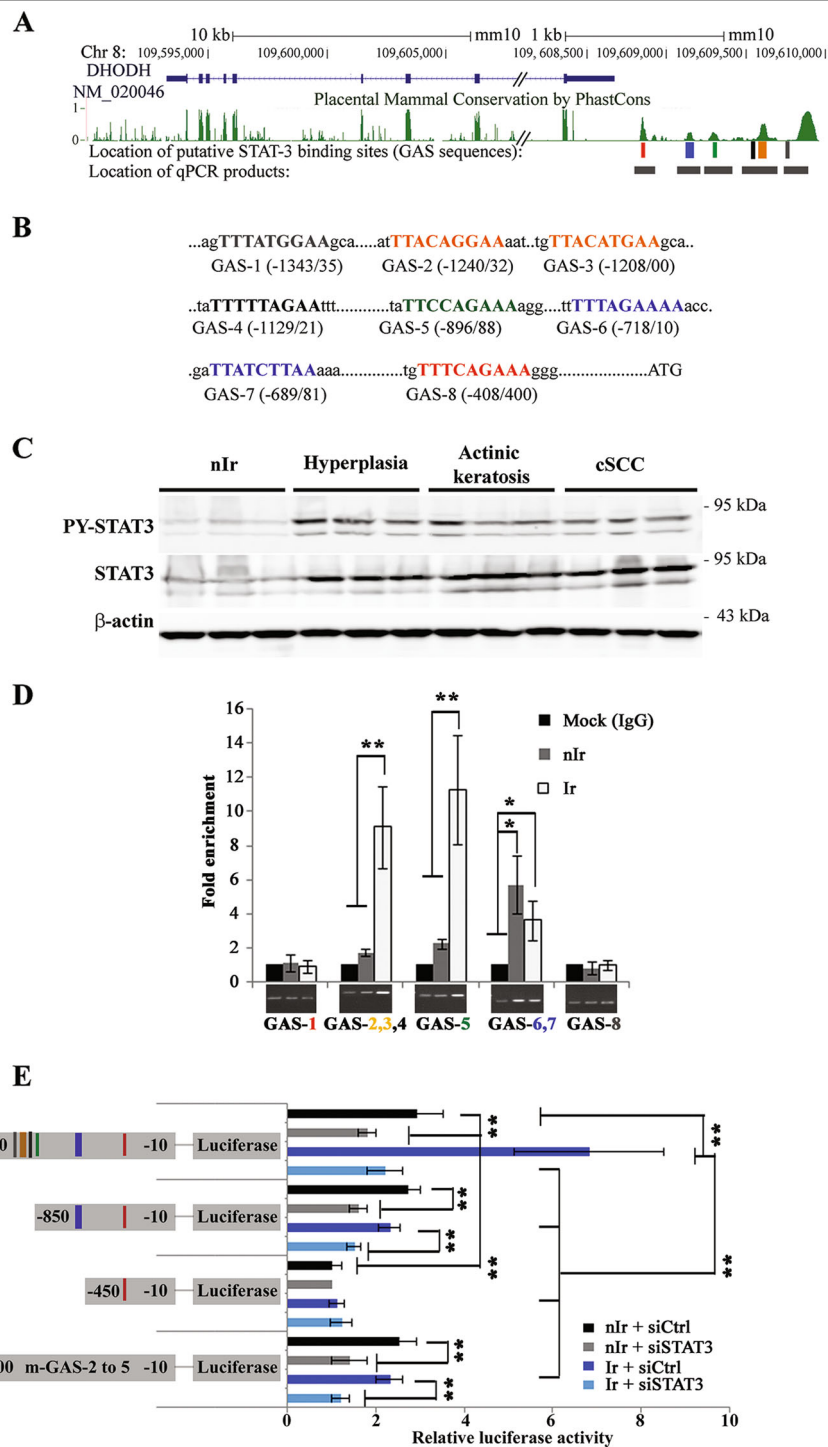 A
10 kb mm10 1 kb mm10
Chr 8: 109,595,000 109,600,000 109,605,000 109, 608,500 109,609,000 109,609,500 109,610,000
DHODH
NM_020046
Placental Mammal Conservation by PhastCons
1
0
Location of putative STAT-3 binding sites (GAS sequences):
Location of qPCR products:
B
...agTTTATGGAAgca.....atTTACAGGAAaat..tgTTACATGAAgca..
GAS-1 (-1343/35) GAS-2 (-1240/32) GAS-3 (-1208/00)
..taTTTTTAGAAttt............taTTCCAGAAAagg....ttTTTAGAAAAacc.
GAS-4 (-1129/21) GAS-5 (-896/88) GAS-6 (-718/10)
.gaTTATCTTAAaaa..............tgTTTCAGAAAggg....................ATG
GAS-7 (-689/81) GAS-8 (-408/400)
C
nIr Hyperplasia Actinic keratosis cSCC
PY-STAT3 - 95 kDa
STAT3 - 95 kDa
β-actin - 43 kDa
D
Fold enrichment
16
14
12
10
8
6
4
2
0
** ** * *
Mock (IgG)
nIr
Ir
GAS-1 GAS-2,3,4 GAS-5 GAS-6,7 GAS-8
E
0 -10 Luciferase
-850 -10 Luciferase
-450 -10 Luciferase
00 m-GAS-2 to 5 -10 Luciferase
** ** ** ** ** ** ** **
nIr + siCtrl
nIr + siSTAT3
Ir + siCtrl
Ir + siSTAT3
0 2 4 6 8 10
Relative luciferase activity